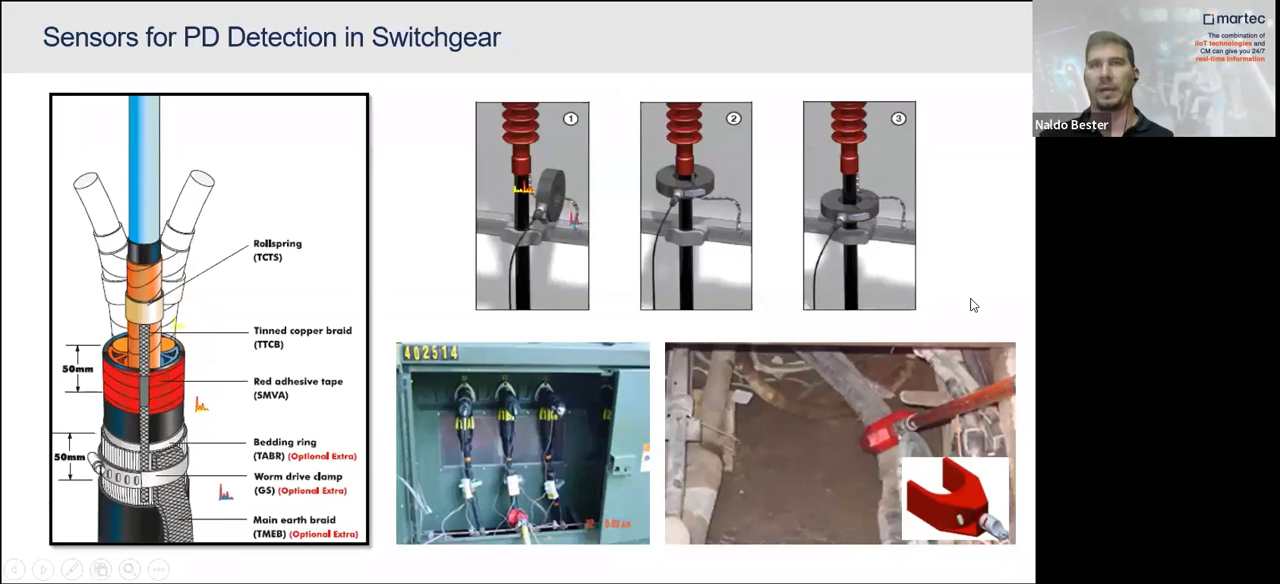 Sensors for PD Detection in Switchgear
martec
The combination of
IIoT technologies and
CM can give you 24/7
real-time information
Naldo Bester
Rollspring
(TCTS)
Tinned copper braid
(TTCB)
50mm
Red adhesive tape
(SMVA)
Bedding ring
(TABR) (Optional Extra)
50mm
Worm drive clamp
(GS) (Optional Extra)
Main earth braid
(TMEB) (Optional Extra)
1
2
3
402514